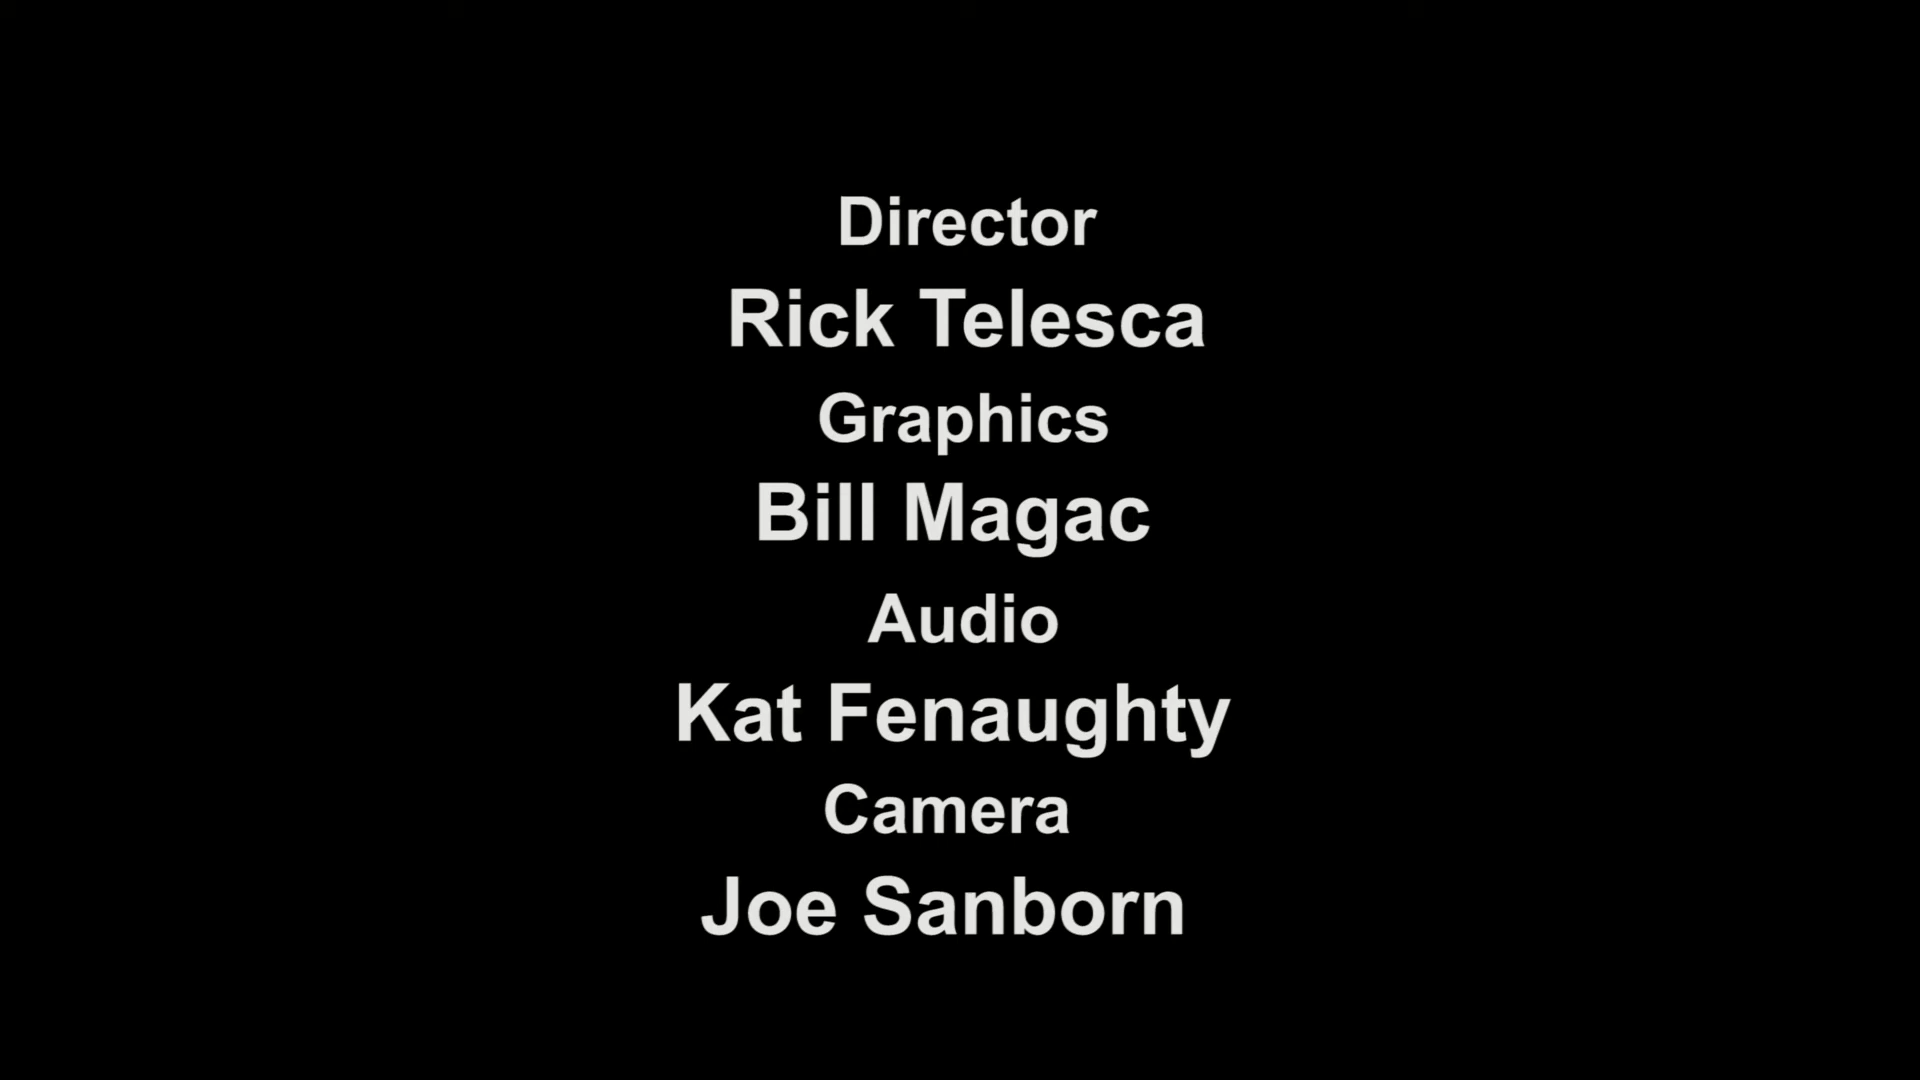 Director
Rick Telesca
Graphics
Bill Magac
Audio
Kat Fenaughty
Camera
Joe Sanborn